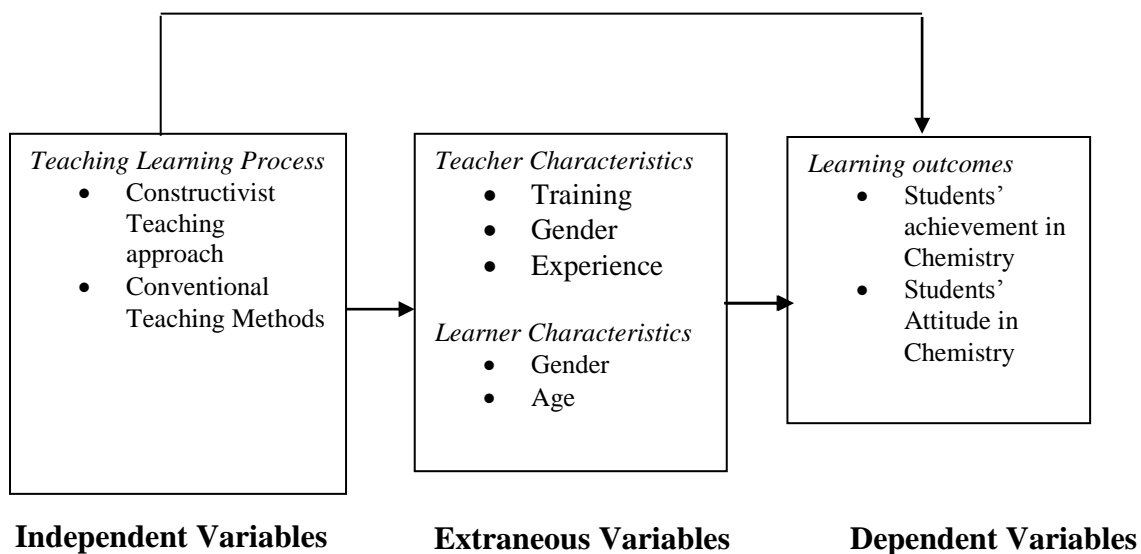 Teaching Learning Process
• Constructivist
Teaching
approach
• Conventional
Teaching Methods
Teacher Characteristics
• Training
• Gender
• Experience
Learner Characteristics
• Gender
• Age
Learning outcomes
• Students’
achievement in
Chemistry
• Students’
Attitude in
Chemistry
Independent Variables
Extraneous Variables
Dependent Variables